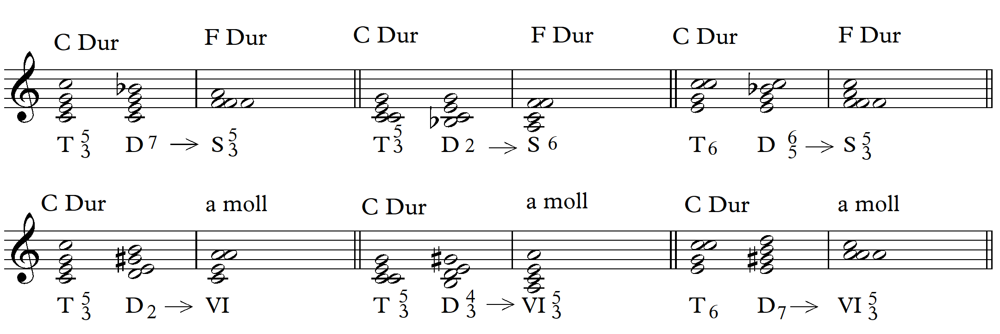 C Dur F Dur C Dur F Dur C Dur F Dur
T 5 3 D 7 → S 5 3 T 5 3 D 2 → S 6 T 6 D 6 5 → S 5 3
C Dur a moll C Dur a moll C Dur a moll
T 5 3 D 2 → VI T 5 3 D 4 3 → VI 5 3 T 6 D 7 → VI 5 3